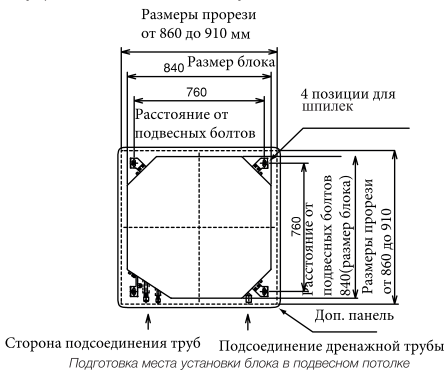 Размеры прорези
от 860 до 910 мм
840 Размер блока
760
Расстояние от
подвесных болтов
4 позиции для
шпилек
760
Расстояние от
подвесных болтов
840(размер блока)
Размеры прорези
от 860 до 910
Доп. панель
Сторона подсоединения труб
Подсоединение дренажной трубы
Подготовка места установки блока в подвесном потолке